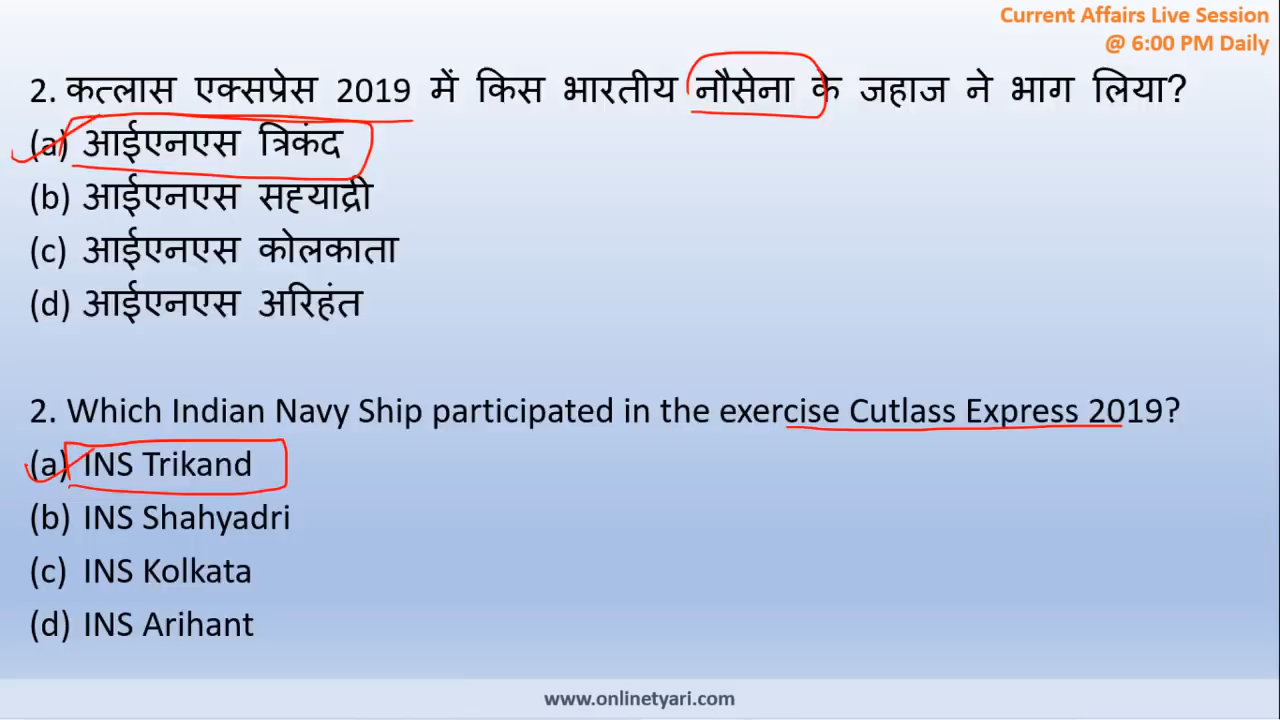 Current Affairs Live Session
@ 6:00 PM Daily
2. कत्लास एक्सप्रेस 2019 में किस भारतीय नौसेना के जहाज ने भाग लिया?
(a) आईएनएस त्रिकंद
(b) आईएनएस सह्याद्री
(c) आईएनएस कोलकाता
(d) आईएनएस अरिहंत
2. Which Indian Navy Ship participated in the exercise Cutlass Express 2019?
(a) INS Trikand
(b) INS Shahyadri
(c) INS Kolkata
(d) INS Arihant
www.onlinetyari.com